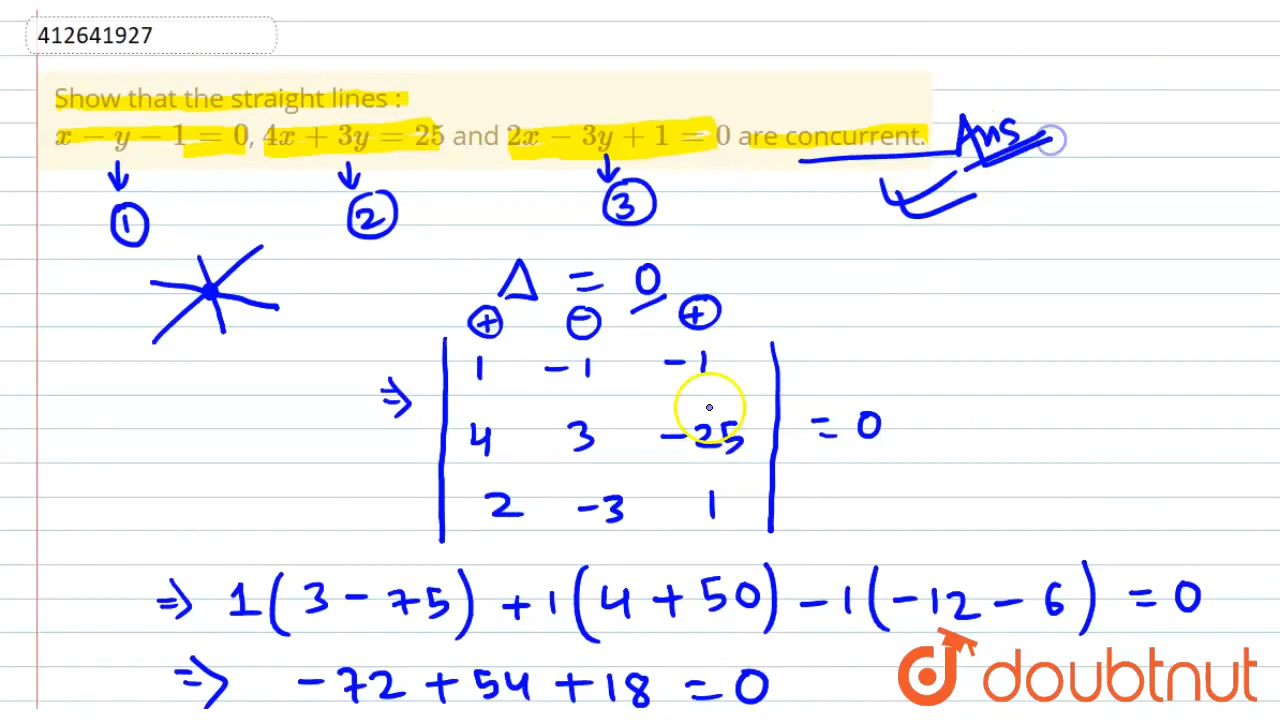 412641927
Show that the straight lines :
x − y − 1 = 0, 4x + 3y = 25 and 2x − 3y + 1 = 0 are concurrent.
Ans
1 2 3
Δ = 0
+ − +
1 −1 −1
⇒ 4 3 −25 = 0
2 −3 1
⇒ 1(3 − 75) + 1(4 + 50) − 1(−12 − 6) = 0
⇒ −72 + 54 + 18 = 0
doubtnut